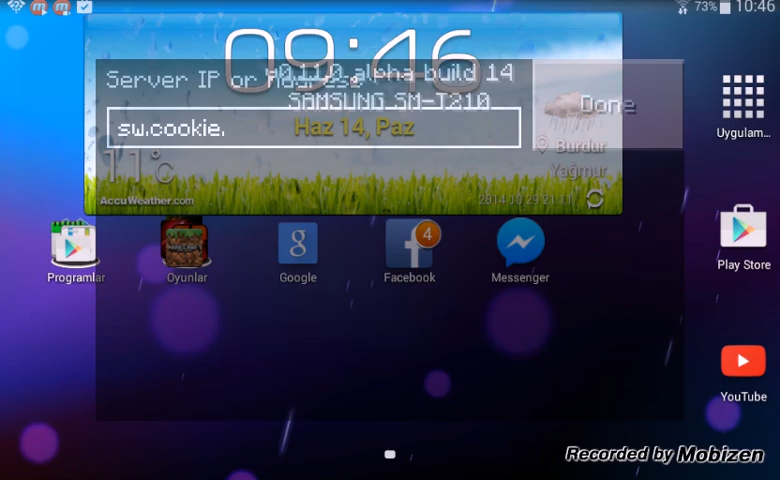 73% 10:46
09:46
Server IP or Address
v0.11.0 alpha build 14
SAMSUNG SM-T210
Done
sw.cookie.
Haz 14, Paz
Burdur
11°C
Yağmur
AccuWeather.com
2014-10-29 21:11
Uygulam...
Programlar
Oyunlar
Google
4
Facebook
Messenger
Play Store
YouTube
Recorded by Mobizen